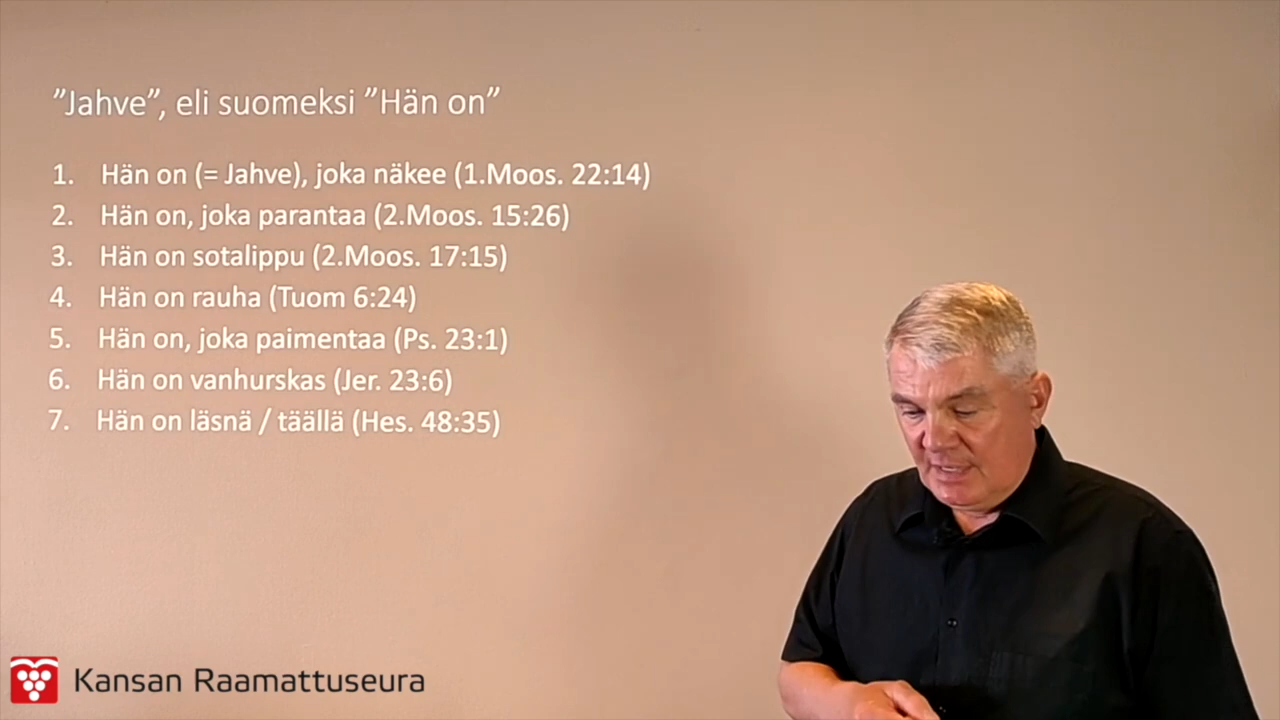 ”Jahve”, eli suomeksi ”Hän on”
1. Hän on (= Jahve), joka näkee (1.Moos. 22:14)
2. Hän on, joka parantaa (2.Moos. 15:26)
3. Hän on sotalippu (2.Moos. 17:15)
4. Hän on rauha (Tuom 6:24)
5. Hän on, joka paimentaa (Ps. 23:1)
6. Hän on vanhurskas (Jer. 23:6)
7. Hän on läsnä / täällä (Hes. 48:35)
Kansan Raamattuseura